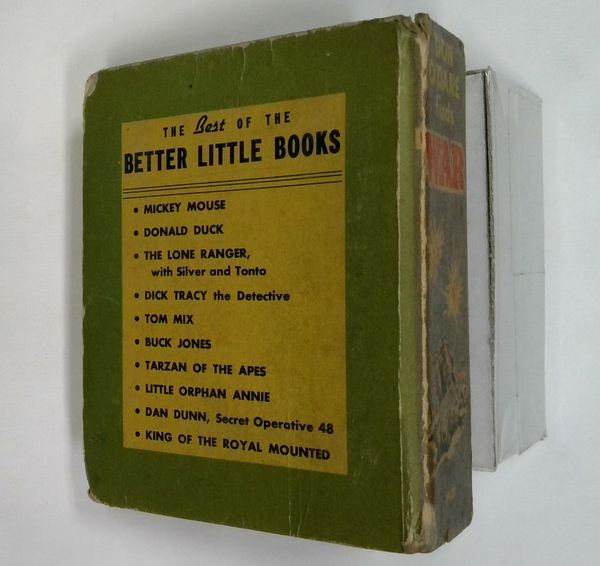 THE Best OF THE
BETTER LITTLE BOOKS
• MICKEY MOUSE
• DONALD DUCK
• THE LONE RANGER,
with Silver and Tonto
• DICK TRACY the Detective
• TOM MIX
• BUCK JONES
• TARZAN OF THE APES
• LITTLE ORPHAN ANNIE
• DAN DUNN, Secret Operative 48
• KING OF THE ROYAL MOUNTED
WAR